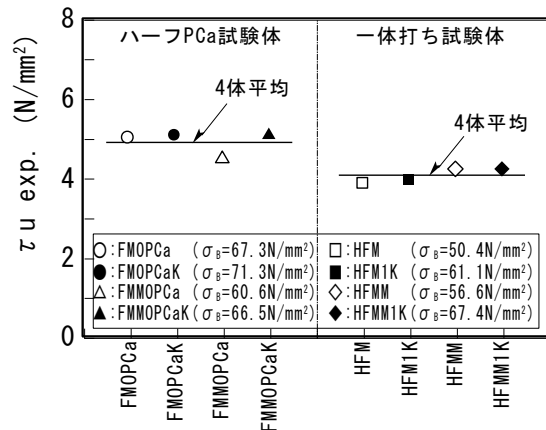 τu exp. (N/mm²)
8
6
4
2
0
ハーフPCa試験体
一体打ち試験体
4体平均
4体平均
○:FMOPCa (σB=67.3N/mm²)
●:FMOPCaK(σB=71.3N/mm²)
△:FMMOPCa (σB=60.6N/mm²)
▲:FMMOPCaK(σB=66.5N/mm²)
□:HFM (σB=50.4N/mm²)
■:HFM1K (σB=61.1N/mm²)
◇:HFMM (σB=56.6N/mm²)
◆:HFMM1K (σB=67.4N/mm²)
FMOPCa
FMOPCaK
FMMOPCa
FMMOPCaK
HFM
HFM1K
HFMM
HFMM1K